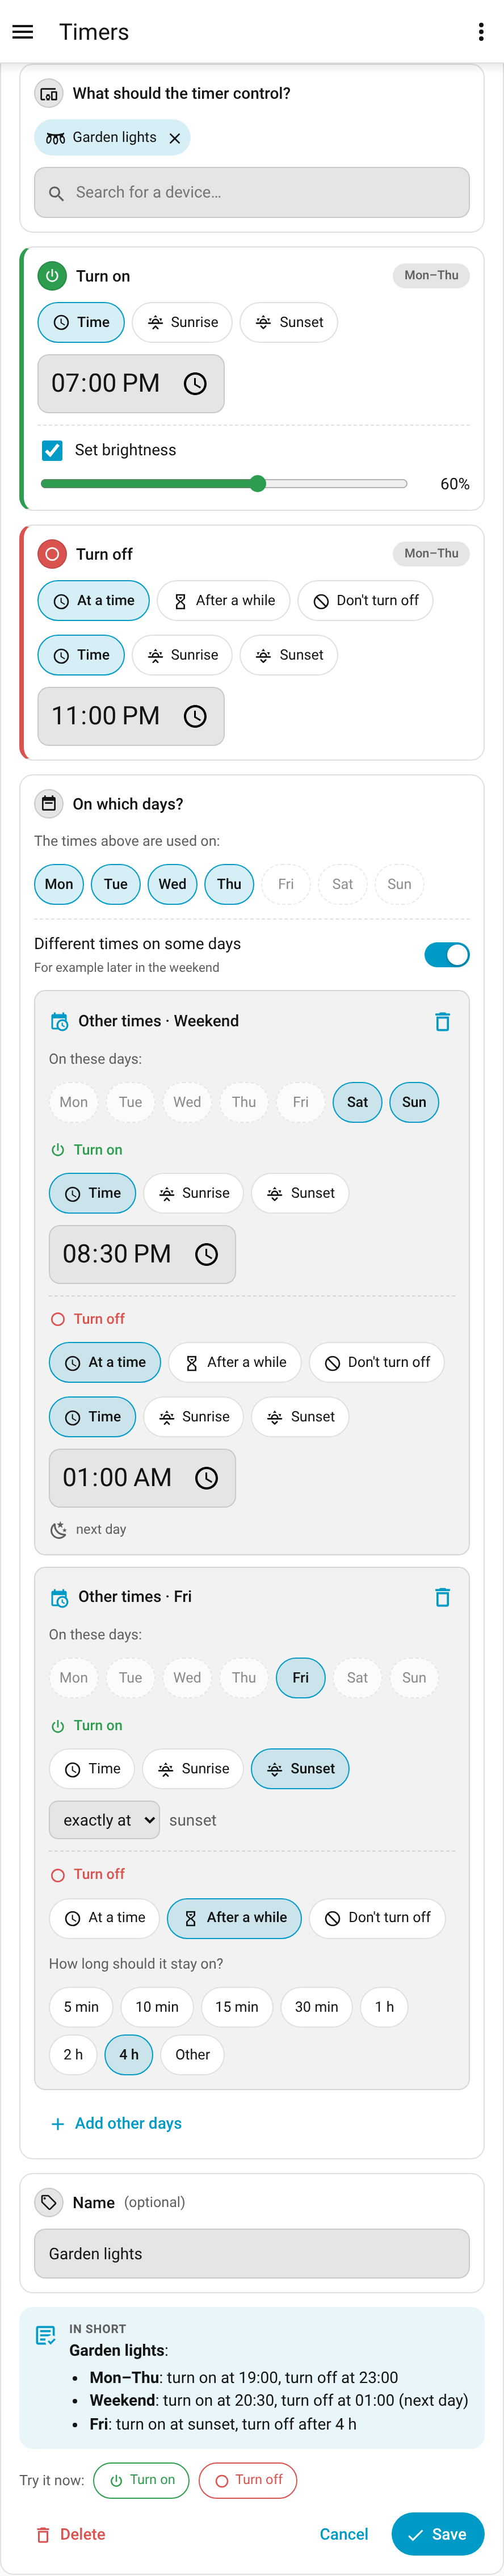 Timers
What should the timer control?
Garden lights
Search for a device...
Turn on Mon–Thu
Time Sunrise Sunset
07:00 PM
Set brightness
60%
Turn off Mon–Thu
At a time After a while Don't turn off
Time Sunrise Sunset
11:00 PM
On which days?
The times above are used on:
Mon Tue Wed Thu Fri Sat Sun
Different times on some days
For example later in the weekend
Other times · Weekend
On these days:
Mon Tue Wed Thu Fri Sat Sun
Turn on
Time Sunrise Sunset
08:30 PM
Turn off
At a time After a while Don't turn off
Time Sunrise Sunset
01:00 AM
next day
Other times · Fri
On these days:
Mon Tue Wed Thu Fri Sat Sun
Turn on
Time Sunrise Sunset
exactly at sunset
Turn off
At a time After a while Don't turn off
How long should it stay on?
5 min 10 min 15 min 30 min 1 h
2 h 4 h Other
Add other days
Name (optional)
Garden lights
IN SHORT
Garden lights:
• Mon–Thu: turn on at 19:00, turn off at 23:00
• Weekend: turn on at 20:30, turn off at 01:00 (next day)
• Fri: turn on at sunset, turn off after 4 h
Try it now: Turn on Turn off
Delete Cancel Save